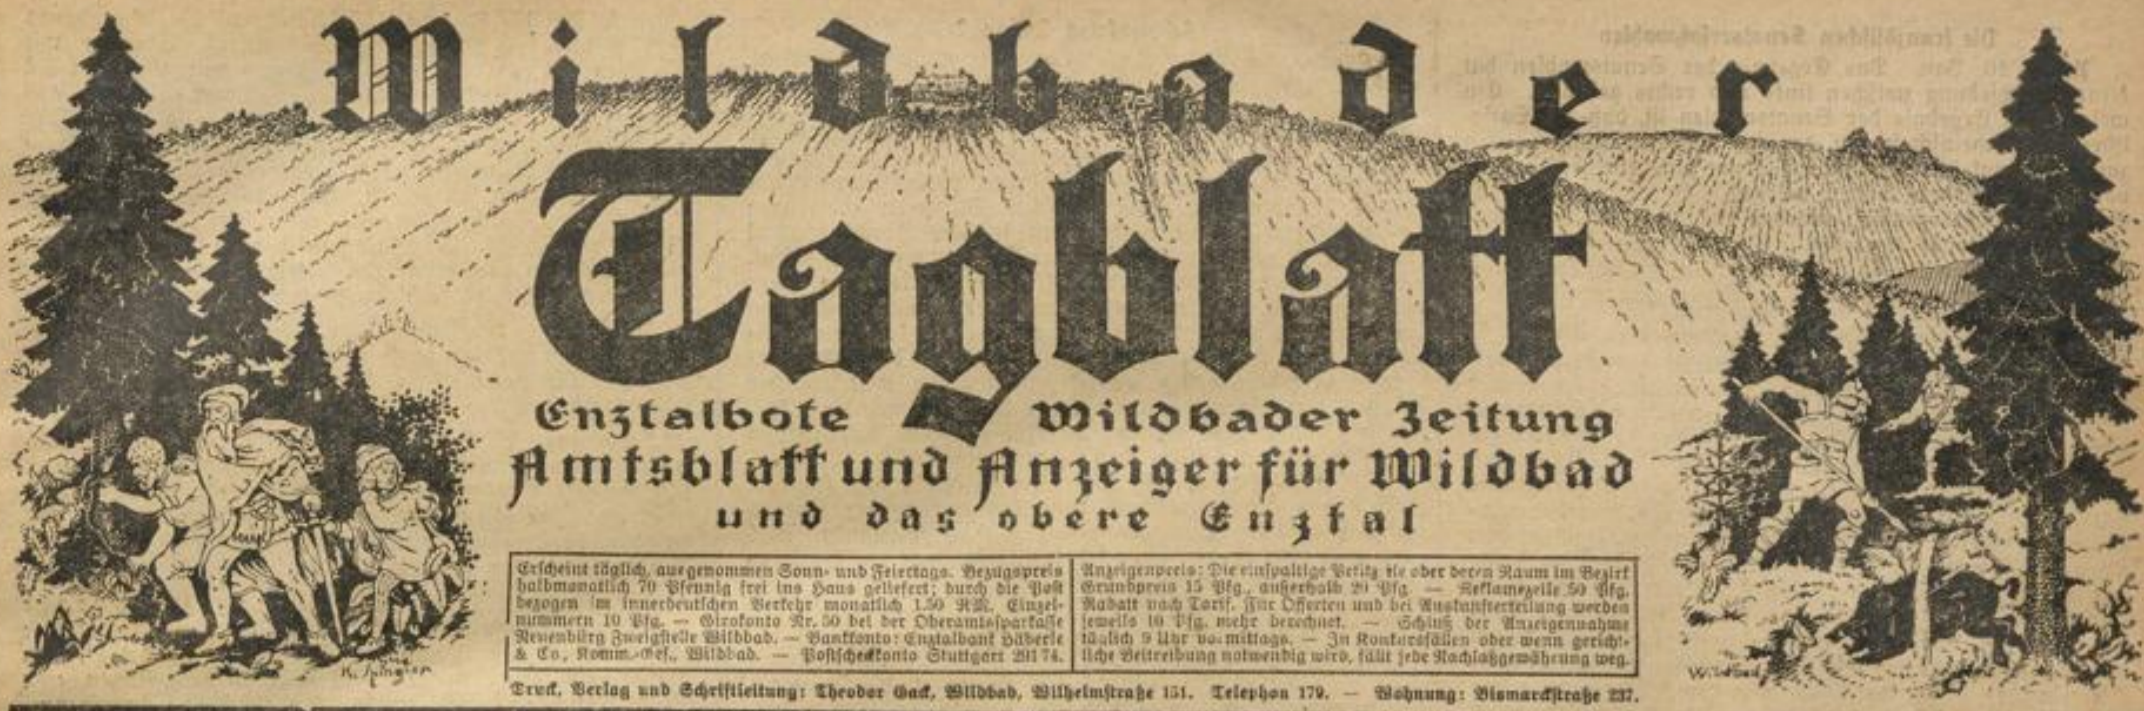 Wildbader
Tagblatt
Enztalbote Wildbader Zeitung
Amtsblatt und Anzeiger für Wildbad
und das obere Enztal
Erscheint täglich, ausgenommen Sonn- und Feiertags. Bezugspreis
halbmonatlich 70 Pfennig frei ins Haus geliefert; durch die Post
bezogen im innerdeutschen Verkehr monatlich 1.50 RM. Einzel-
nummern 10 Pfg. — Girokonto Nr. 50 bei der Oberamtssparkasse
Neuenbürg Zweigstelle Wildbad. — Bankkonto: Enztalbank Häberle
& Co., Komm.-Ges., Wildbad. — Postscheckkonto Stuttgart 29174.
Anzeigenpreis: Die einspaltige Petitzeile oder deren Raum im Bezirk
Grundpreis 15 Pfg., außerhalb 20 Pfg. — Reklamezeile 50 Pfg.
Rabatt nach Tarif. Für Offerten und bei Auskunfterteilung werden
jeweils 10 Pfg. mehr berechnet. — Schluß der Anzeigenannahme
täglich 9 Uhr vormittags. — In Konkursfällen oder wenn gericht-
liche Beitreibung notwendig wird, fällt jede Nachlaßgewährung weg.
Druck, Verlag und Schriftleitung: Theodor Gack, Wildbad, Wilhelmstraße 151. Telephon 179. — Wohnung: Bismarckstraße 237.
Wildbad